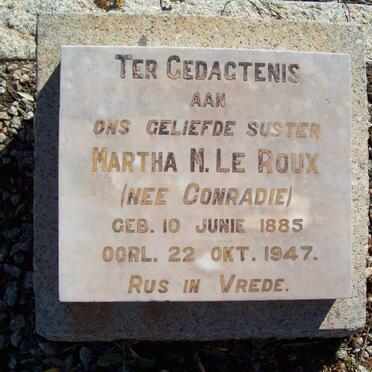 TER GEDAGTENIS
AAN
ONS GELIEFDE SUSTER
MARTHA M. LE ROUX
(NEE CONRADIE)
GEB. 10 JUNIE 1885
OORL. 22 OKT. 1947.
RUS IN VREDE.